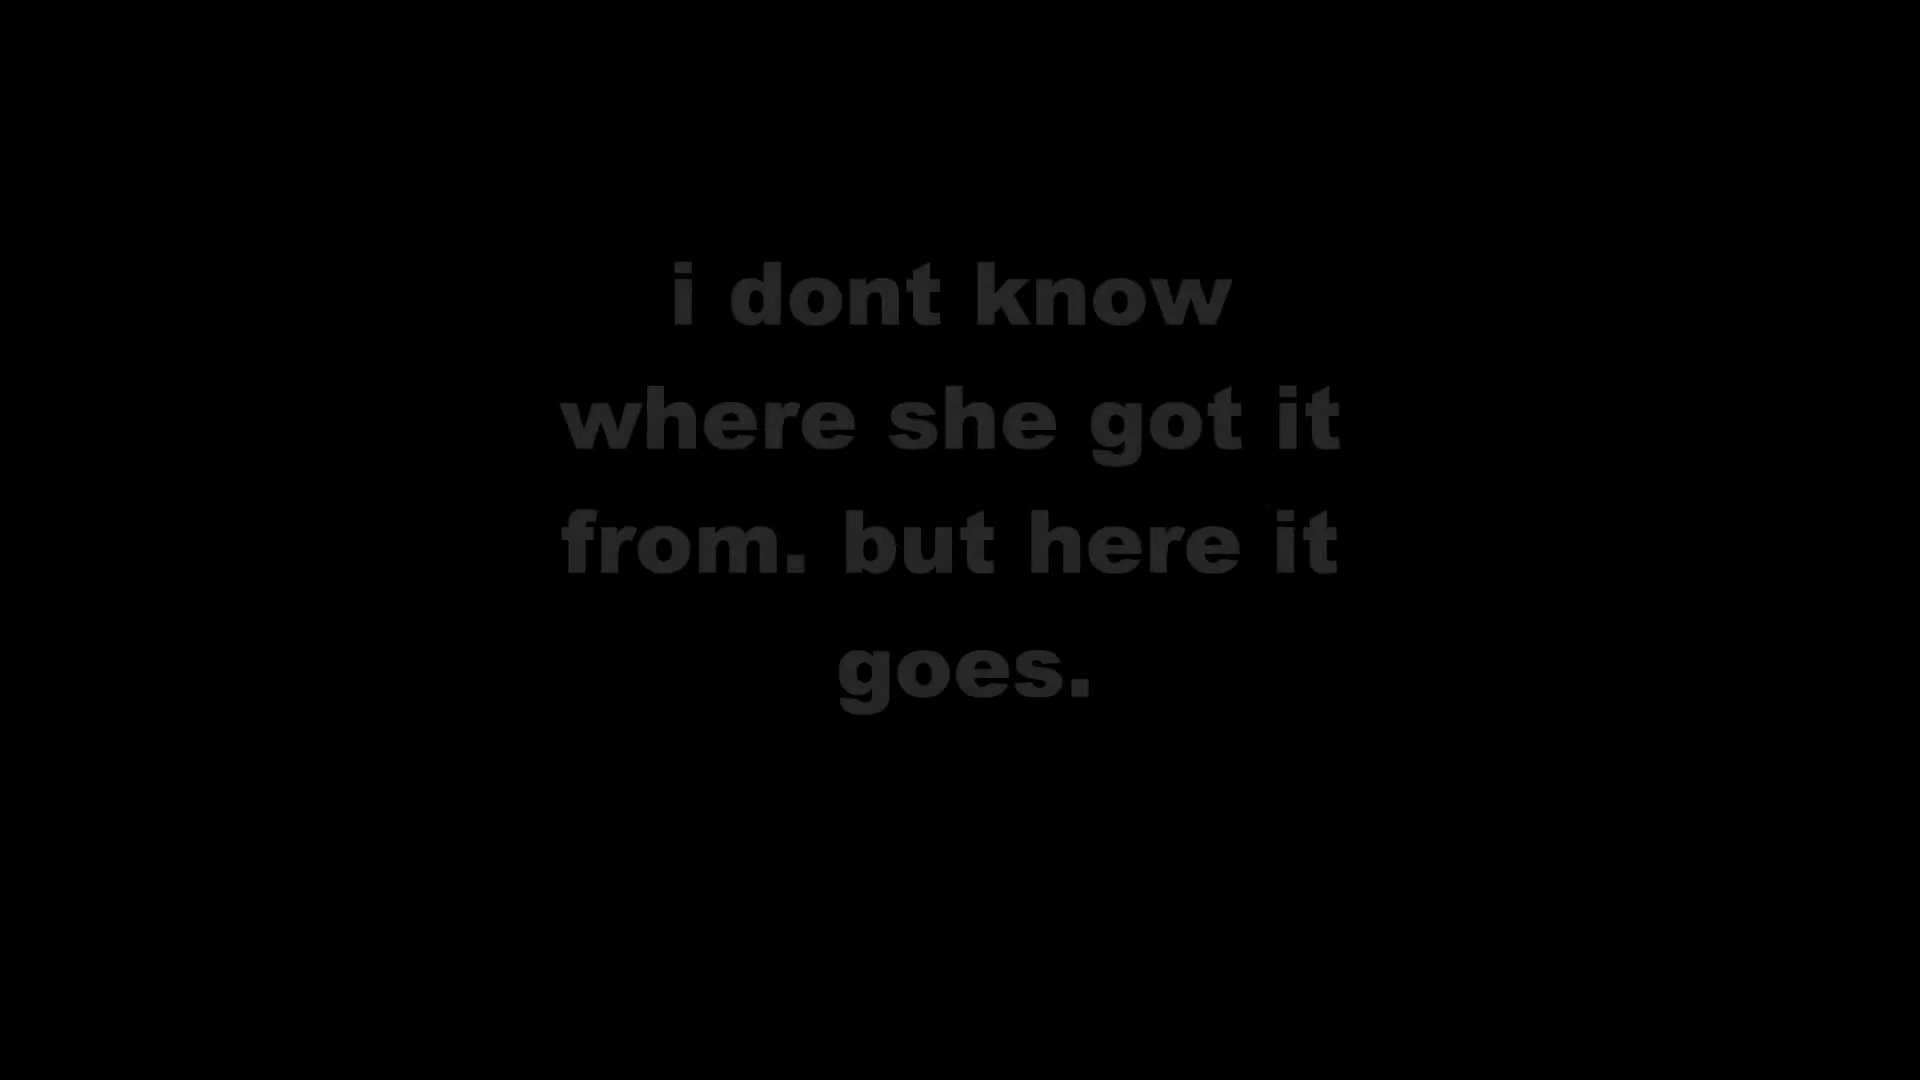 i dont know
where she got it
from. but here it
goes.